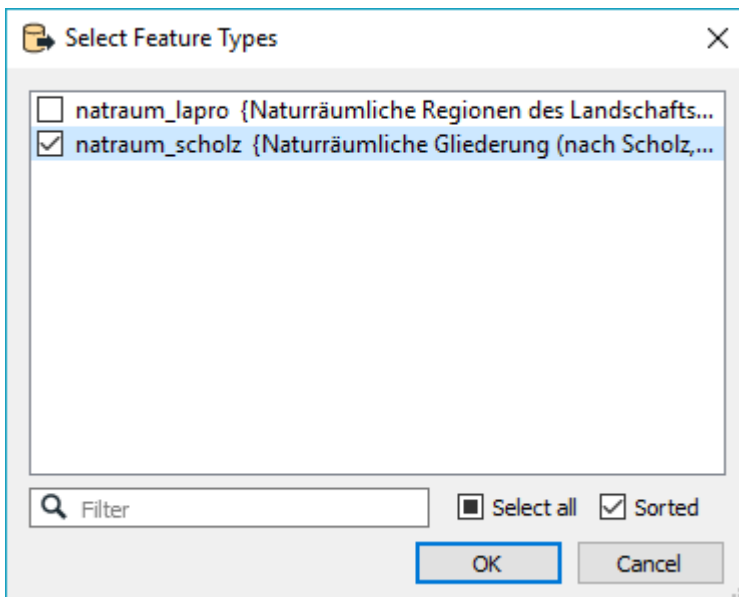 Select Feature Types
natraum_lapro {Naturräumliche Regionen des Landschafts...
natraum_scholz {Naturräumliche Gliederung (nach Scholz,...
Filter
Select all
Sorted
OK
Cancel